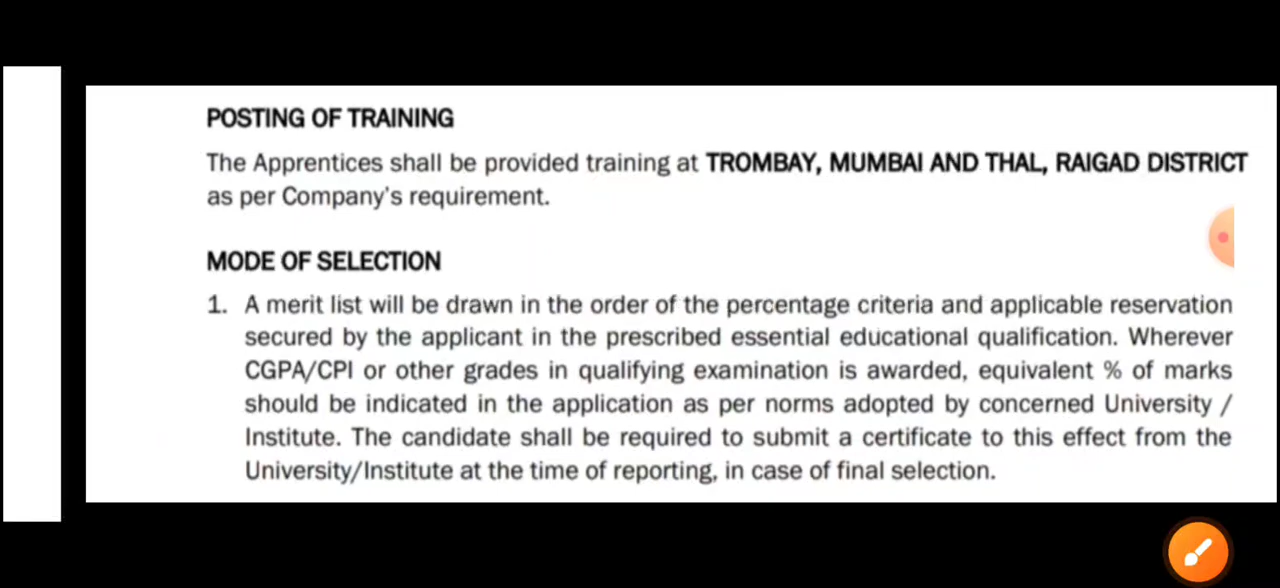 POSTING OF TRAINING
The Apprentices shall be provided training at TROMBAY, MUMBAI AND THAL, RAIGAD DISTRICT
as per Company's requirement.
MODE OF SELECTION
1. A merit list will be drawn in the order of the percentage criteria and applicable reservation
secured by the applicant in the prescribed essential educational qualification. Wherever
CGPA/CPI or other grades in qualifying examination is awarded, equivalent % of marks
should be indicated in the application as per norms adopted by concerned University /
Institute. The candidate shall be required to submit a certificate to this effect from the
University/Institute at the time of reporting, in case of final selection.